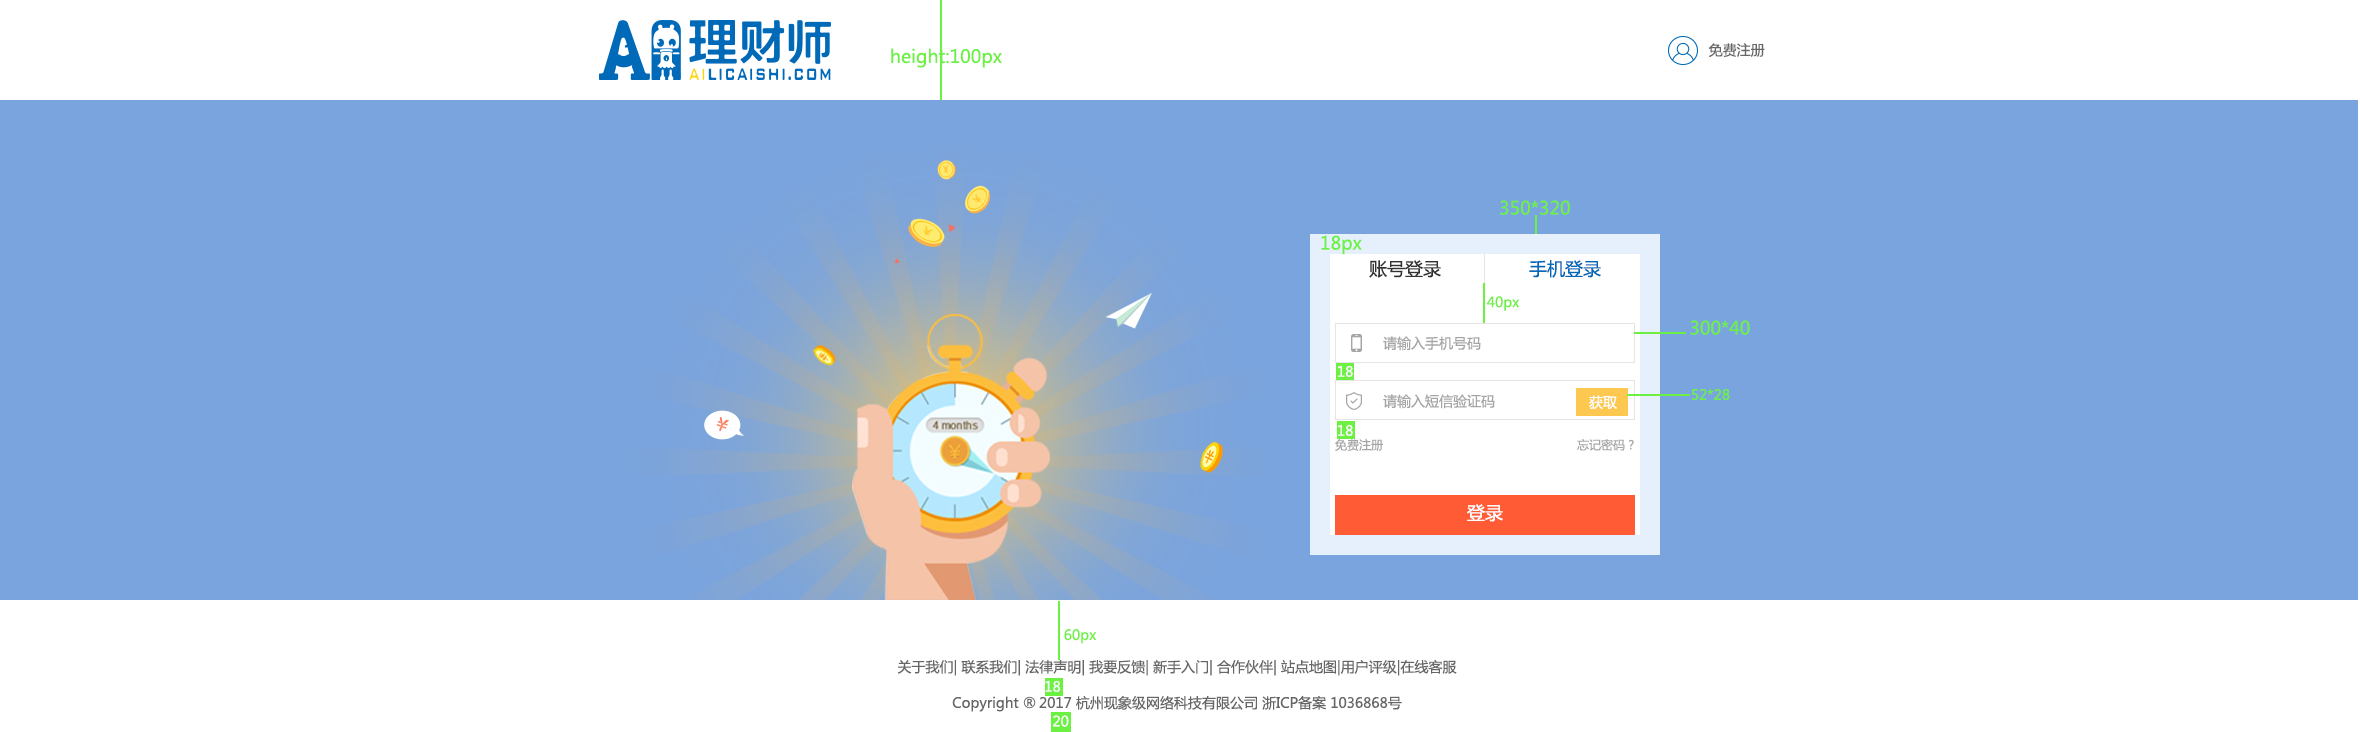 理财师
AILICAISHI.COM
height:100px
免费注册
350*320
18px
账号登录
手机登录
40px
请输入手机号码
300*40
18
请输入短信验证码
获取
52*28
18
免费注册
忘记密码？
登录
4 months
60px
关于我们| 联系我们| 法律声明| 我要反馈| 新手入门| 合作伙伴| 站点地图|用户评级|在线客服
18
Copyright ® 2017 杭州现象级网络科技有限公司 浙ICP备案 1036868号
20